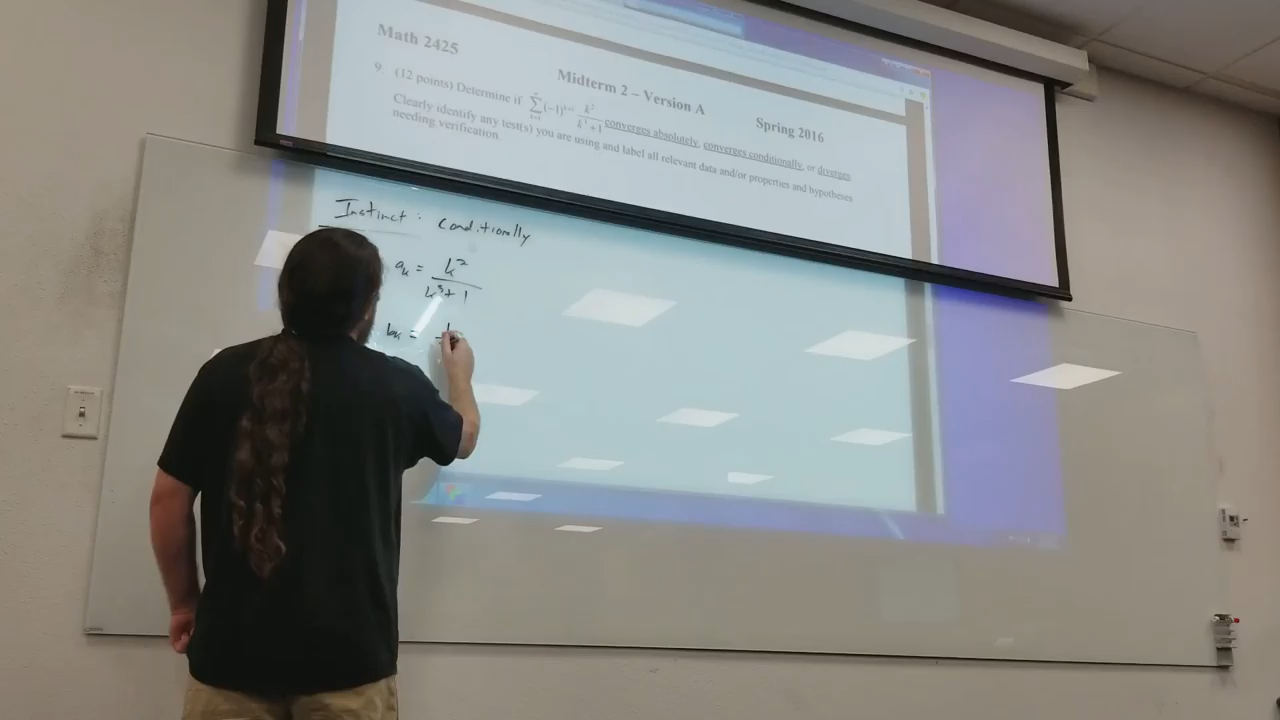 Math 2425
Midterm 2 – Version A
Spring 2016
9. (12 points) Determine if ∑(−1)^{k+1} k²/(k³+1) converges absolutely, converges conditionally, or diverges
Clearly identify any test(s) you are using and label all relevant data and/or properties and hypotheses
needing verification.
Instinct: conditionally
a_k = k²/(k³+1)
b_k =